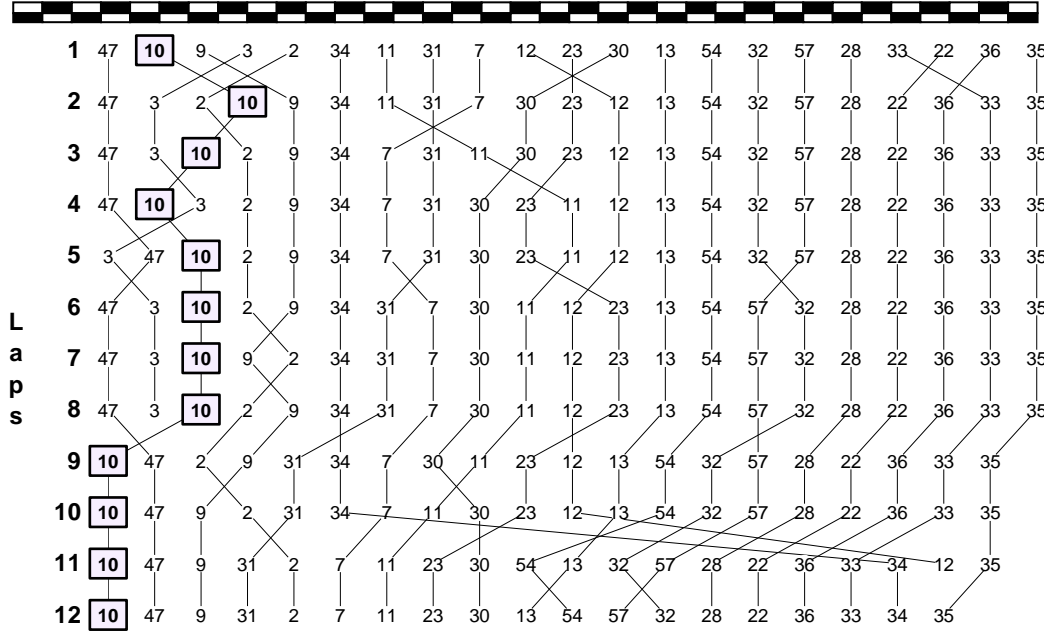 1 47 10 9 3 2 34 11 31 7 12 23 30 13 54 32 57 28 33 22 36 35
2 47 3 2 10 9 34 11 31 7 30 23 12 13 54 32 57 28 22 36 33 35
3 47 3 10 2 9 34 7 31 11 30 23 12 13 54 32 57 28 22 36 33 35
4 47 10 3 2 9 34 7 31 30 23 11 12 13 54 32 57 28 22 36 33 35
5 3 47 10 2 9 34 7 31 30 23 11 12 13 54 32 57 28 22 36 33 35
6 47 3 10 2 9 34 31 7 30 11 12 23 13 54 57 32 28 22 36 33 35
7 47 3 10 9 2 34 31 7 30 11 12 23 13 54 57 32 28 22 36 33 35
8 47 3 10 2 9 34 31 7 30 11 12 23 13 54 57 32 28 22 36 33 35
9 10 47 2 9 31 34 7 30 11 23 12 13 54 32 57 28 22 36 33 35
10 10 47 9 2 31 34 7 11 30 23 12 13 54 32 57 28 22 36 33 35
11 10 47 9 31 2 7 11 23 30 54 13 32 57 28 22 36 33 34 12 35
12 10 47 9 31 2 7 11 23 30 13 54 57 32 28 22 36 33 34 35
Laps